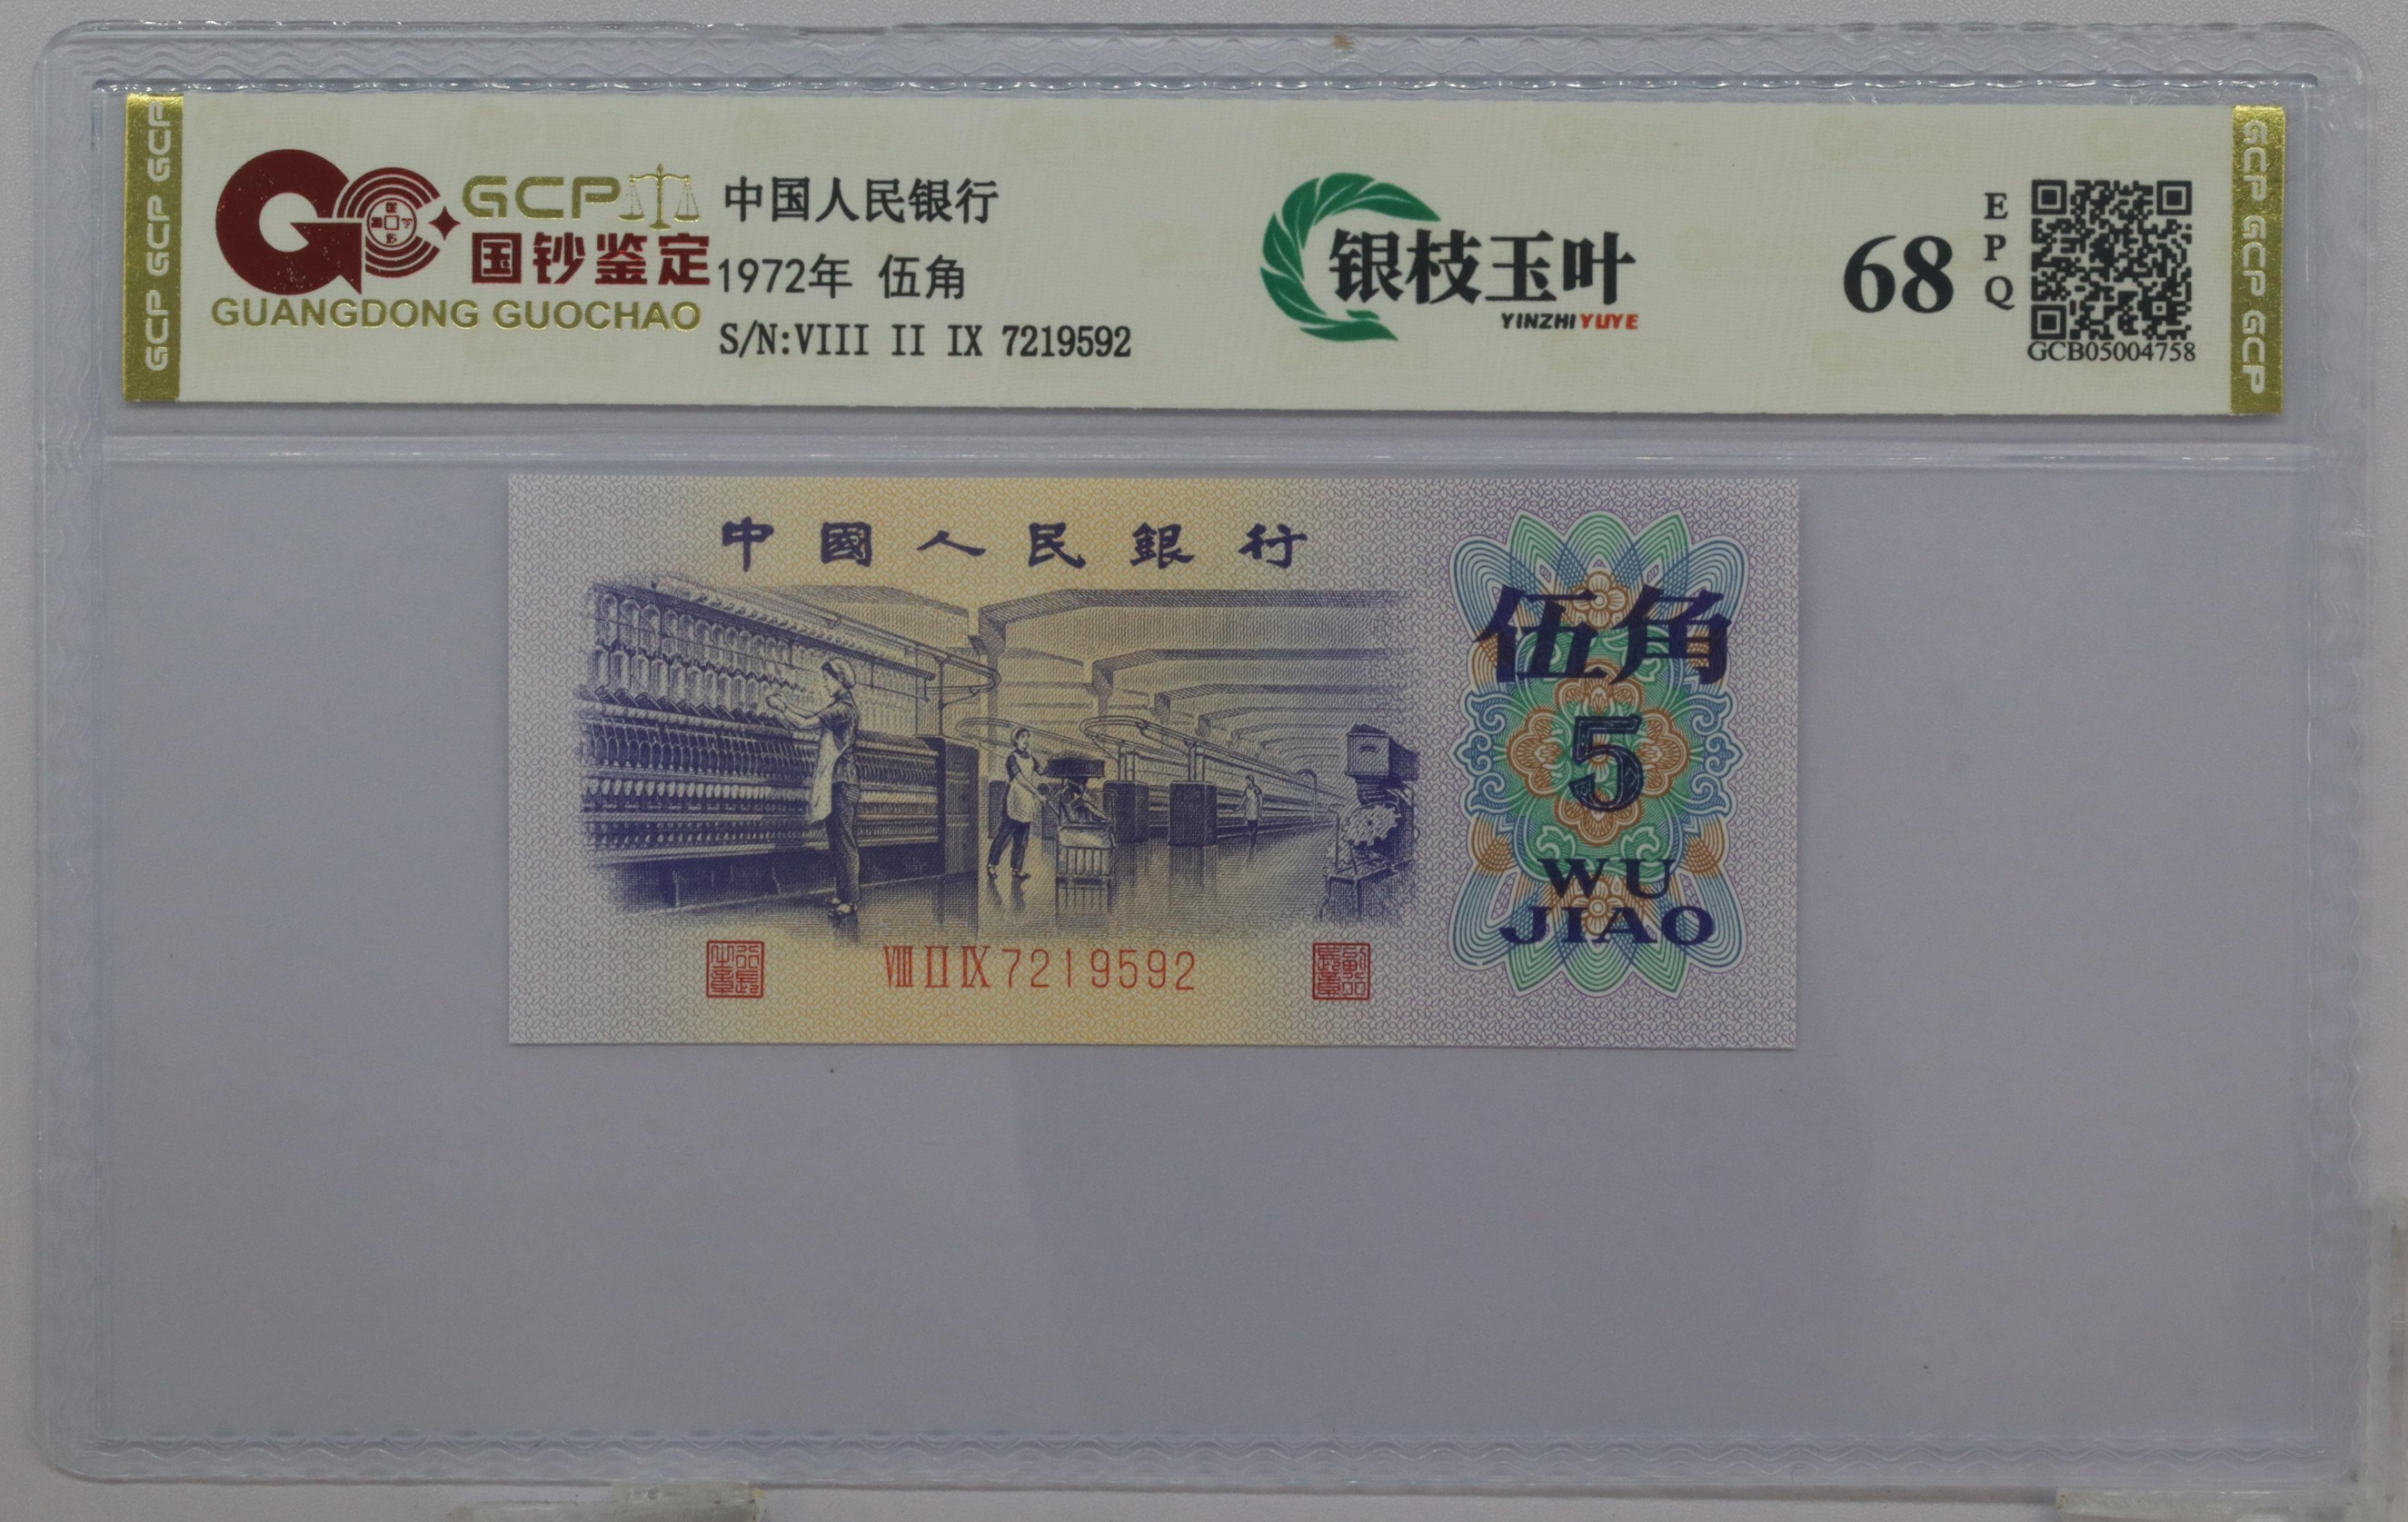 GCP GCP GCP
GCP
国钞鉴定
GUANGDONG GUOCHAO
中国人民银行
1972年 伍角
S/N:VIII II IX 7219592
银枝玉叶
YINZHI YUYE
68
EPQ
GCB05004758
GCP GCP GCP GCP
中國人民銀行
伍角
5
WU
JIAO
VIII II IX 7219592